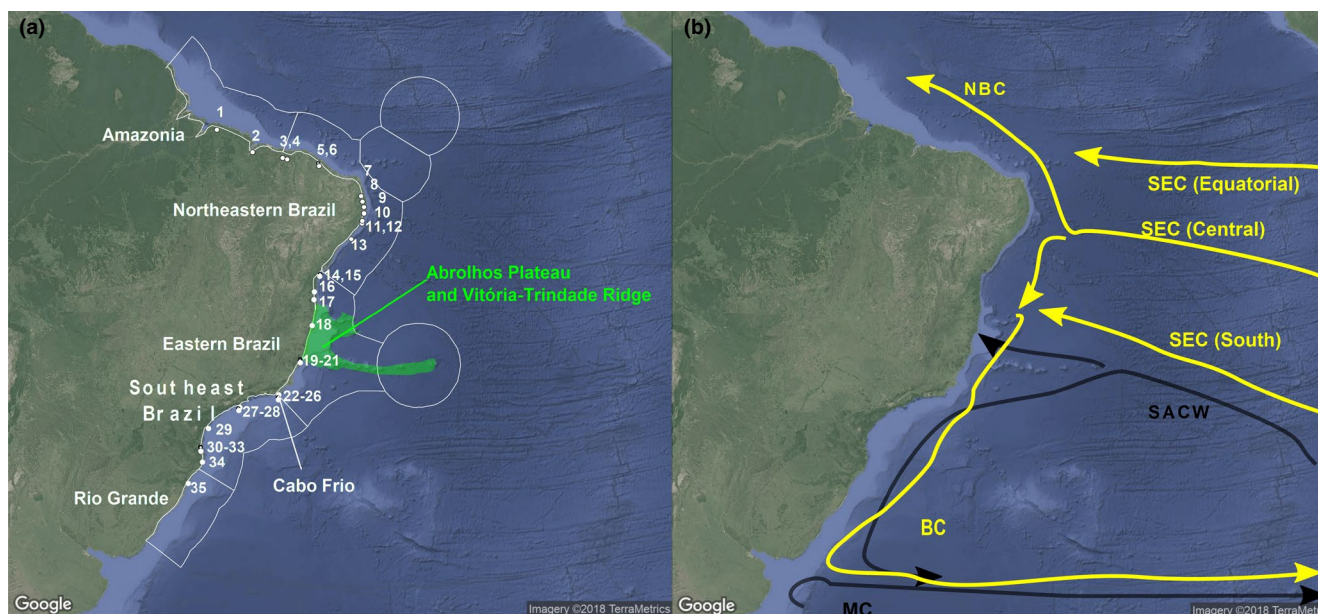 (a)
1
Amazonia
2
3,4
5,6
7
8
9
Northeastern Brazil
10
11,12
13
14,15
Abrolhos Plateau
and Vitória-Trindade Ridge
16
17
18
Eastern Brazil
19-21
Southeast
Brazil
22-26
27-28
29
30-33
34
Rio Grande
35
Cabo Frio
Google
Imagery ©2018 TerraMetrics
(b)
NBC
SEC (Equatorial)
SEC (Central)
SEC (South)
SACW
BC
MC
Google
Imagery ©2018 TerraMetrics